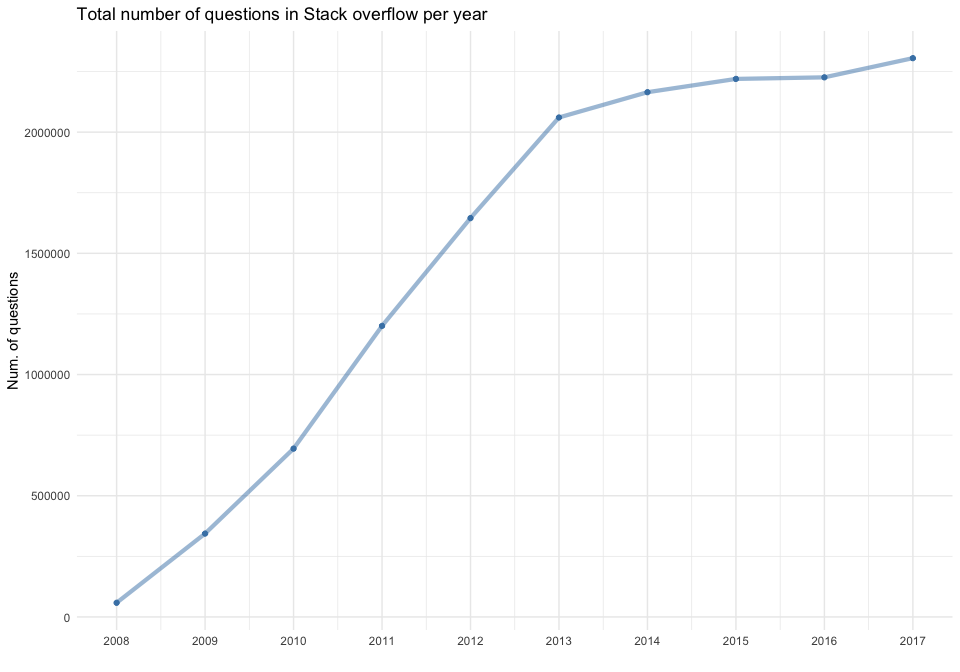 Total number of questions in Stack overflow per year
Num. of questions
2000000
1500000
1000000
500000
0
2008 2009 2010 2011 2012 2013 2014 2015 2016 2017